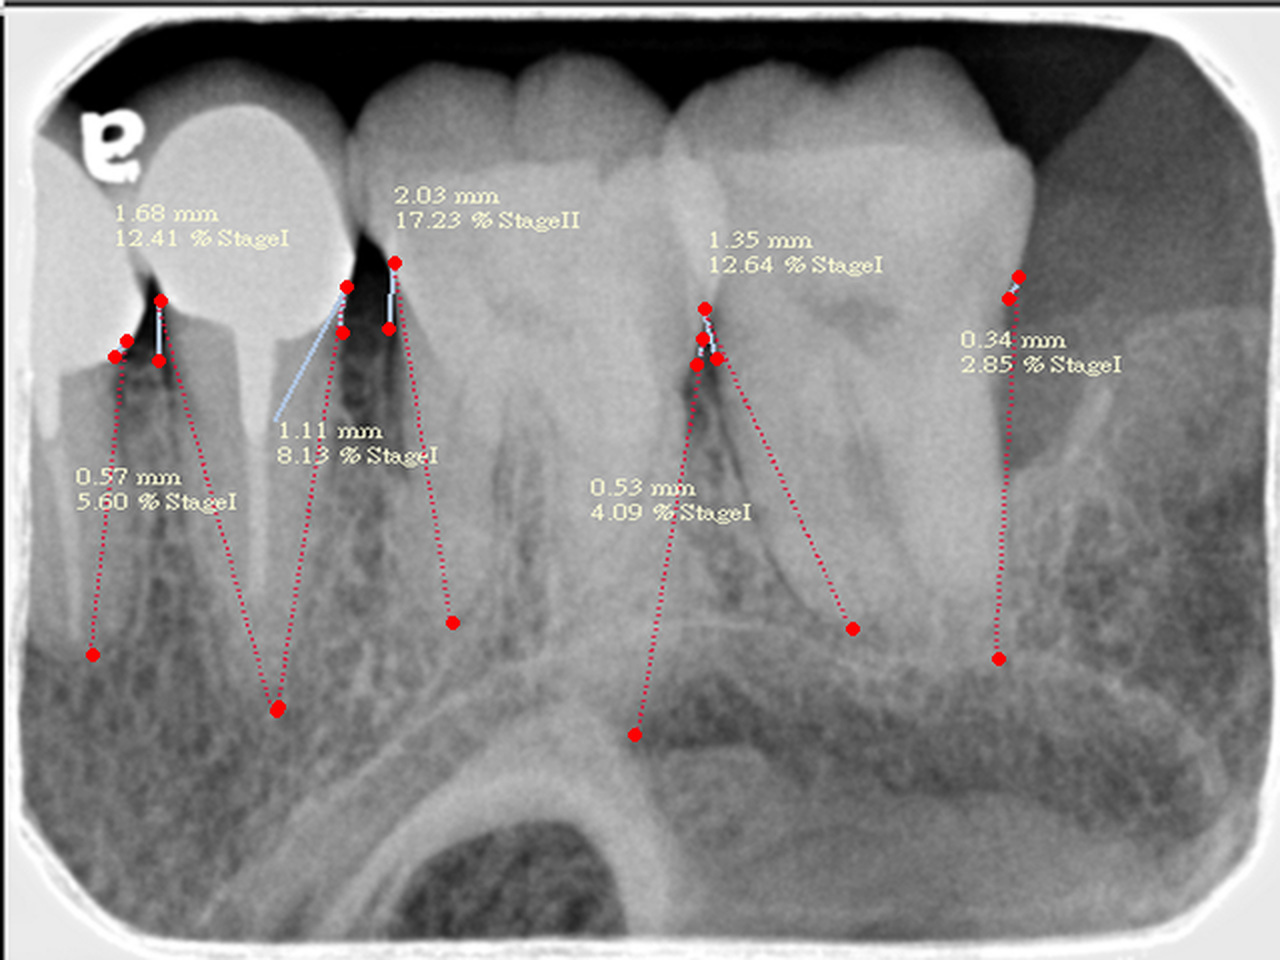 a
1.68 mm
12.41 % StageI
2.03 mm
17.23 % StageII
1.35 mm
12.64 % StageI
0.34 mm
2.85 % StageI
1.11 mm
8.13 % StageI
0.57 mm
5.60 % StageI
0.53 mm
4.09 % StageI